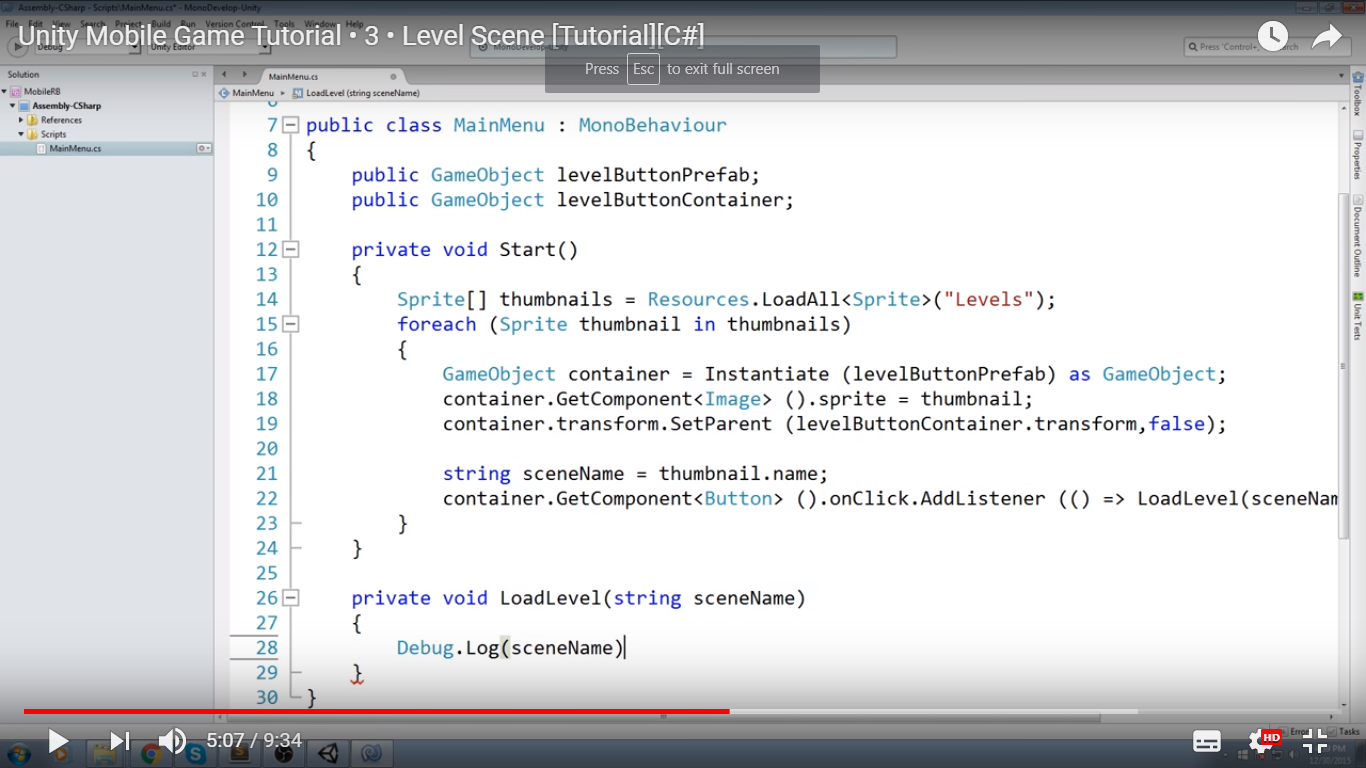 Assembly-CSharp - Scripts\MainMenu.cs* - MonoDevelop-Unity
File Edit View Search Project Build Run Version Control Tools Window Help
Unity Mobile Game Tutorial • 3 • Level Scene [Tutorial][C#]
Debug
Unity Editor
MonoDevelop-Unity
Press 'Control+,'
Press Esc to exit full screen
Solution
MainMenu.cs
MobileRB
MainMenu ▸ LoadLevel (string sceneName)
Assembly-CSharp
References
Scripts
MainMenu.cs
Toolbox
Properties
Document Outline
Unit Tests
6
7 public class MainMenu : MonoBehaviour
8 {
9 public GameObject levelButtonPrefab;
10 public GameObject levelButtonContainer;
11
12 private void Start()
13 {
14 Sprite[] thumbnails = Resources.LoadAll<Sprite>("Levels");
15 foreach (Sprite thumbnail in thumbnails)
16 {
17 GameObject container = Instantiate (levelButtonPrefab) as GameObject;
18 container.GetComponent<Image> ().sprite = thumbnail;
19 container.transform.SetParent (levelButtonContainer.transform,false);
20
21 string sceneName = thumbnail.name;
22 container.GetComponent<Button> ().onClick.AddListener (() => LoadLevel(sceneNam
23 }
24 }
25
26 private void LoadLevel(string sceneName)
27 {
28 Debug.Log(sceneName)
29 }
30 }
Errors Tasks
5:07 / 9:34
HD
12/30/2015